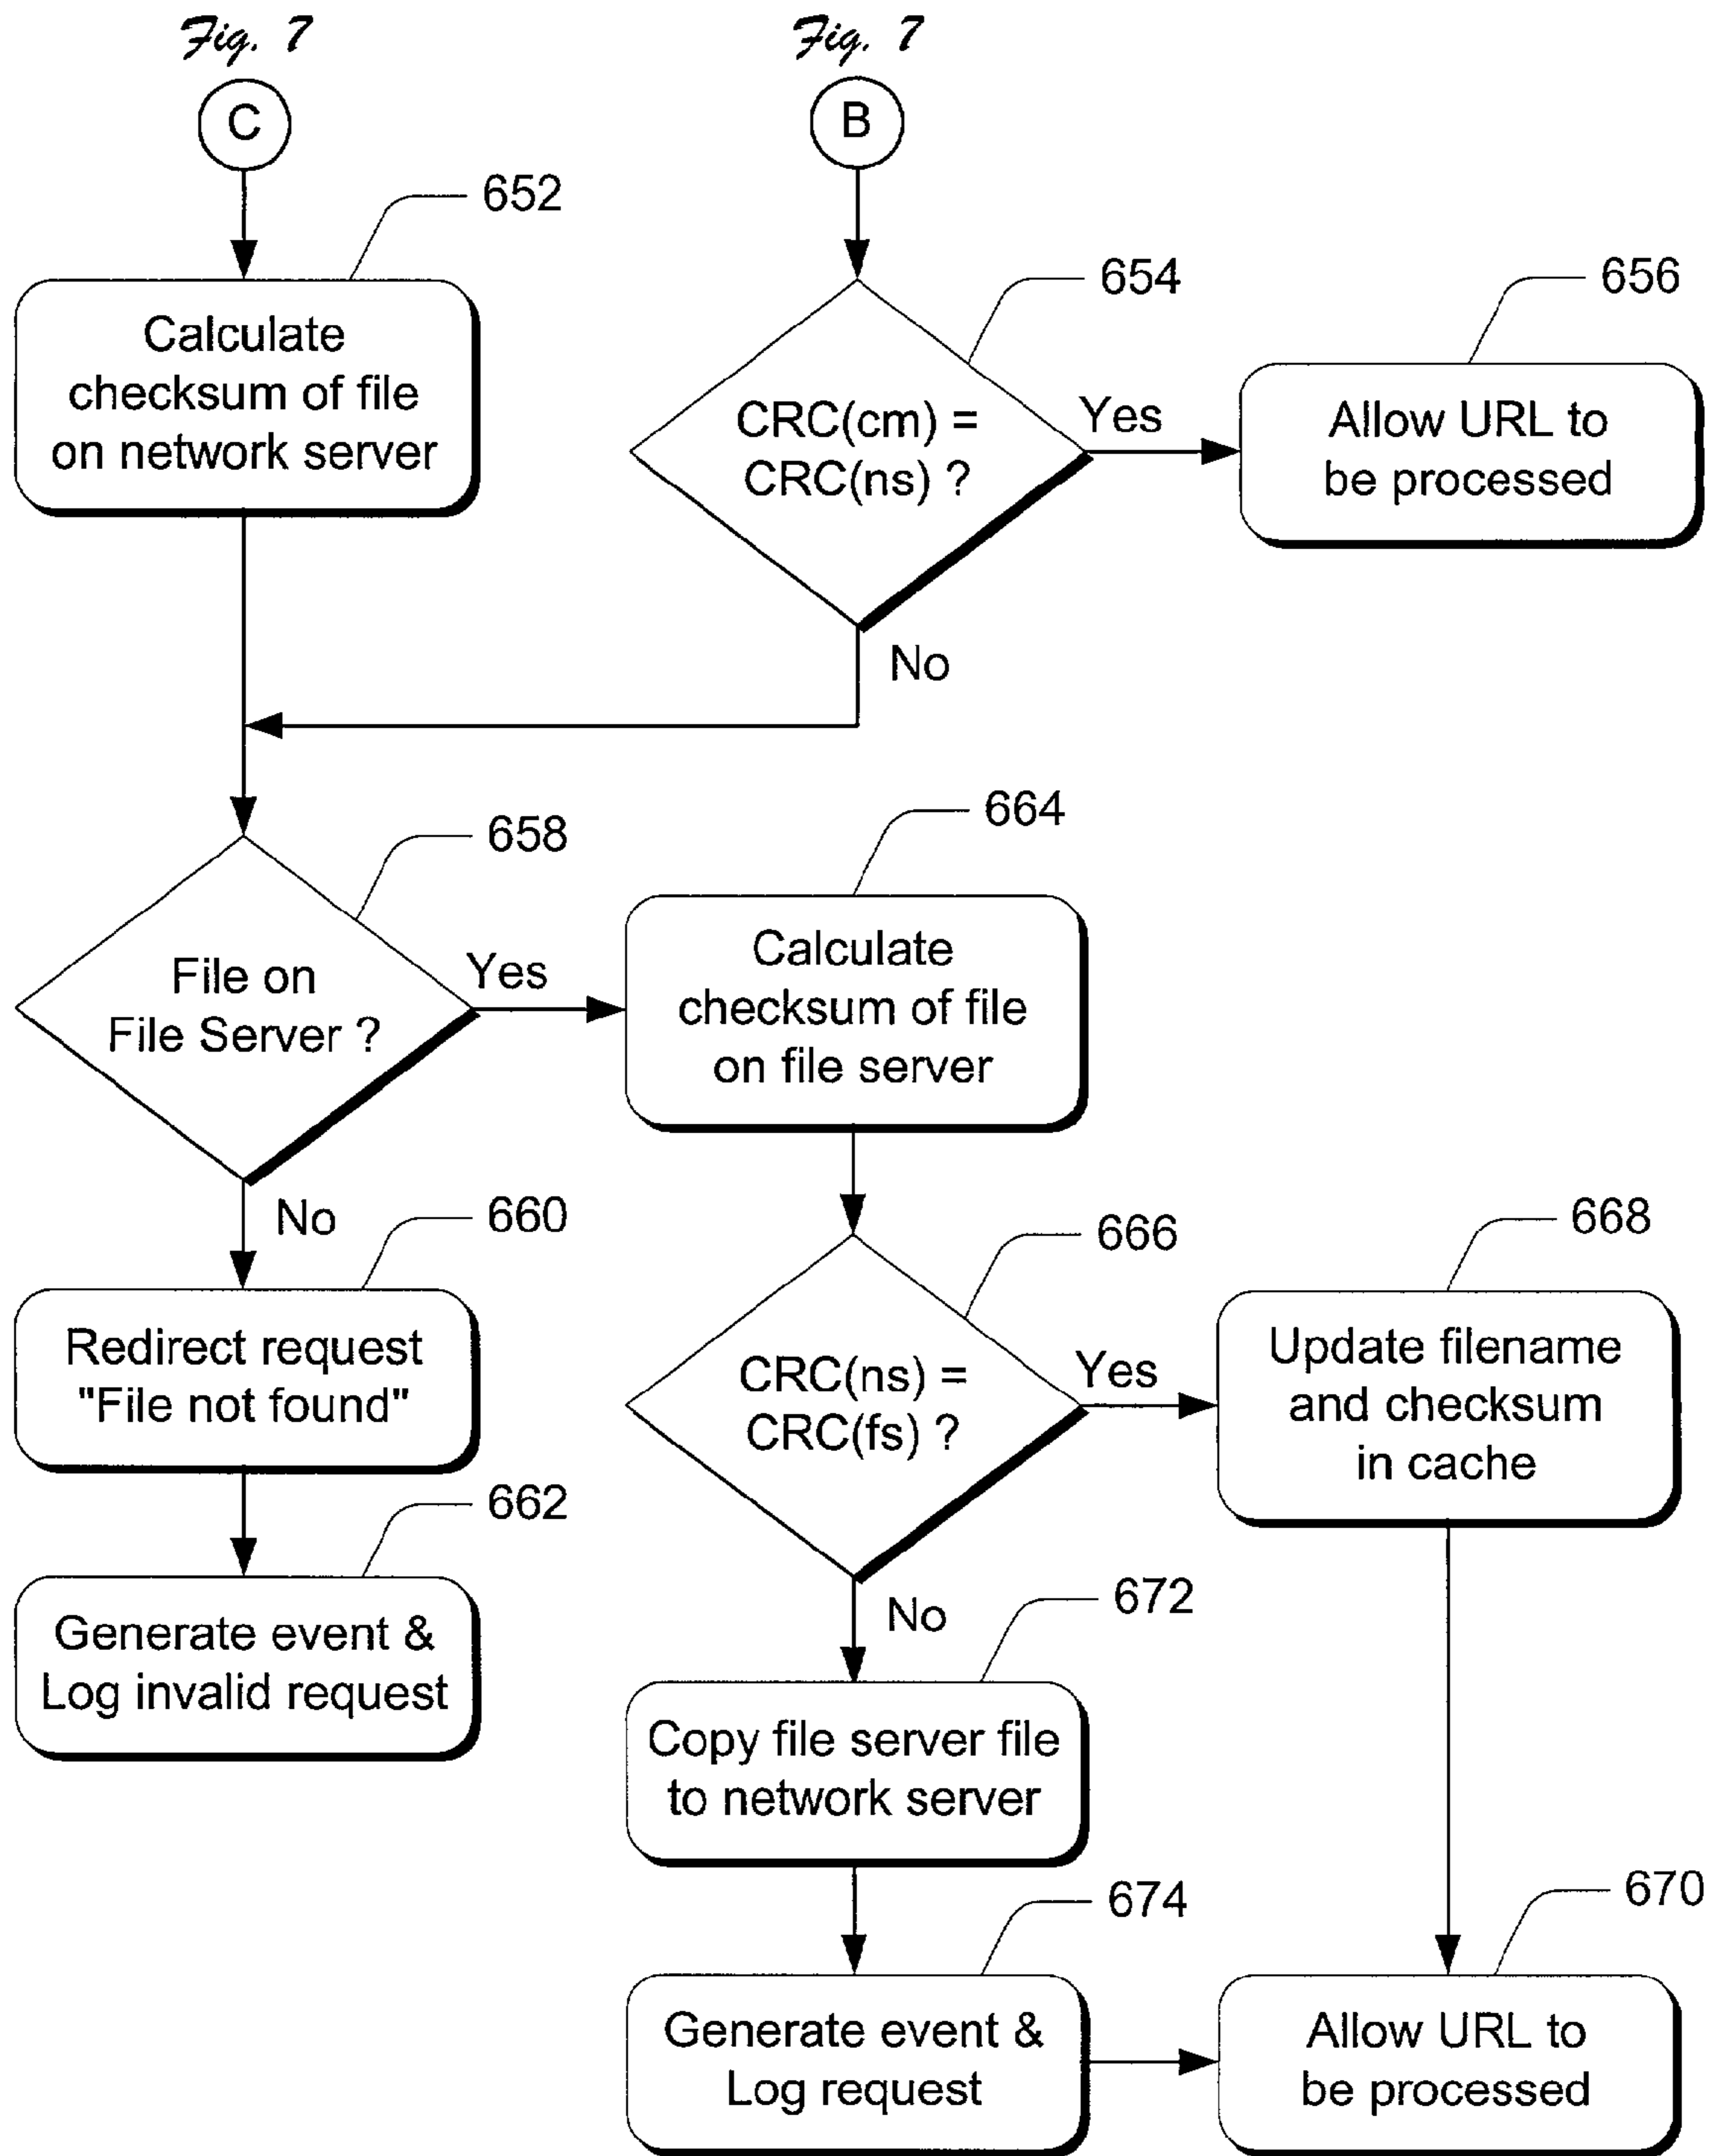 Fig. 7
Fig. 7
C
B
652
654
656
Calculate
checksum of file
on network server
CRC(cm) =
CRC(ns) ?
Yes
Allow URL to
be processed
No
658
664
File on
File Server ?
Yes
Calculate
checksum of file
on file server
No
660
666
668
Redirect request
"File not found"
CRC(ns) =
CRC(fs) ?
Yes
Update filename
and checksum
in cache
662
No
672
Generate event &
Log invalid request
Copy file server file
to network server
674
670
Generate event &
Log request
Allow URL to
be processed